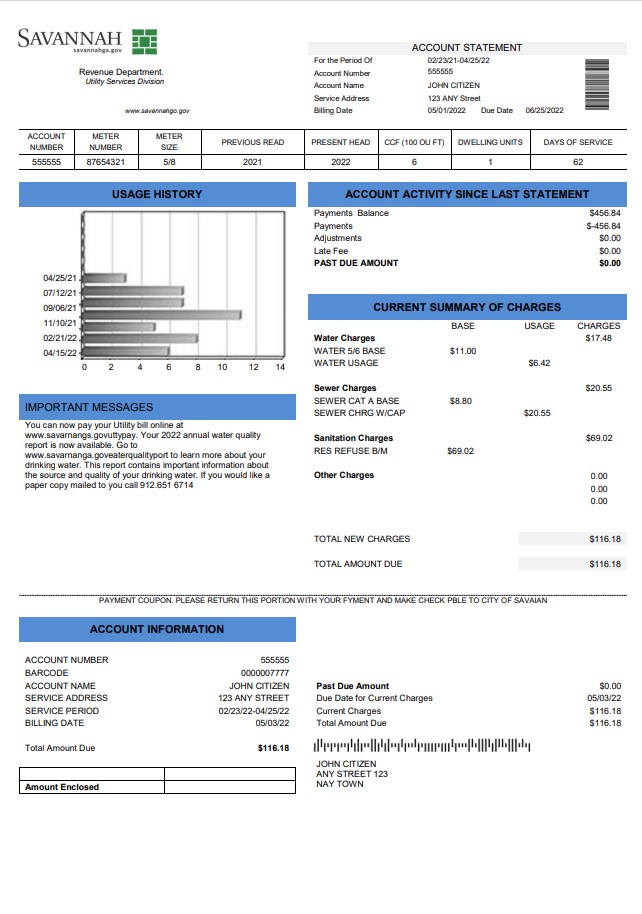 SAVANNAH
savannahga.gov
Revenue Department.
Utility Services Division
www.savannahgo.gov
ACCOUNT STATEMENT
For the Period Of 02/23/21-04/25/22
Account Number 555555
Account Name JOHN CITIZEN
Service Address 123 ANY Street
Billing Date 05/01/2022 Due Date 06/25/2022
ACCOUNT NUMBER METER NUMBER METER SIZE PREVIOUS READ PRESENT HEAD CCF (100 OU FT) DWELLING UNITS DAYS OF SERVICE
555555 87654321 5/8 2021 2022 6 1 62
USAGE HISTORY
04/25/21
07/12/21
09/06/21
11/10/21
02/21/22
04/15/22
0 2 4 6 8 10 12 14
IMPORTANT MESSAGES
You can now pay your Utility bill online at
www.savarnangs.govuttypay. Your 2022 annual water quality
report is now available. Go to
www.savarnanga.goveaterqualityport to learn more about your
drinking water. This report contains important information about
the source and quality of your drinking water. If you would like a
paper copy mailed to you call 912.651 6714
ACCOUNT ACTIVITY SINCE LAST STATEMENT
Payments Balance $456.84
Payments $-456.84
Adjustments $0.00
Late Fee $0.00
PAST DUE AMOUNT $0.00
CURRENT SUMMARY OF CHARGES
BASE USAGE CHARGES
Water Charges $17.48
WATER 5/6 BASE $11.00
WATER USAGE $6.42
Sewer Charges $20.55
SEWER CAT A BASE $8.80
SEWER CHRG W/CAP $20.55
Sanitation Charges $69.02
RES REFUSE B/M $69.02
Other Charges 0.00
0.00
0.00
TOTAL NEW CHARGES $116.18
TOTAL AMOUNT DUE $116.18
PAYMENT COUPON. PLEASE RETURN THIS PORTION WITH YOUR FYMENT AND MAKE CHECK PBLE TO CITY OF SAVAIAN
ACCOUNT INFORMATION
ACCOUNT NUMBER 555555
BARCODE 0000007777
ACCOUNT NAME JOHN CITIZEN
SERVICE ADDRESS 123 ANY STREET
SERVICE PERIOD 02/23/22-04/25/22
BILLING DATE 05/03/22
Total Amount Due $116.18
Amount Enclosed
Past Due Amount $0.00
Due Date for Current Charges 05/03/22
Current Charges $116.18
Total Amount Due $116.18
JOHN CITIZEN
ANY STREET 123
NAY TOWN